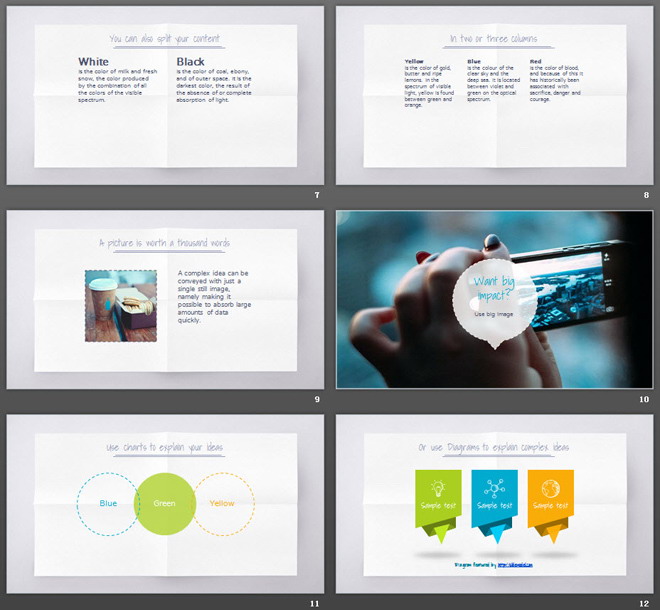 You can also split your content
White
Is the color of milk and fresh
snow, the color produced
by the combination of all
the colors of the visible
spectrum.
Black
Is the color of coal, ebony,
and of outer space. It is the
darkest color, the result of
the absence of or complete
absorption of light.
7
In two or three columns
Yellow
Is the color of gold,
butter and ripe
lemons. In the
spectrum of visible
light, yellow is found
between green and
orange.
Blue
Is the colour of the
clear sky and the
deep sea. It is located
between violet and
green on the optical
spectrum.
Red
Is the color of blood,
and because of this it
has historically been
associated with
sacrifice, danger and
courage.
8
A picture is worth a thousand words
A complex idea can be
conveyed with just a
single still image,
namely making it
possible to absorb large
amounts of data
quickly.
9
Want big
impact?
Use big image
10
Use charts to explain your ideas
Blue
Green
Yellow
11
Or use Diagrams to explain complex ideas
Sample text
Sample text
Sample text
Diagram featured by
12